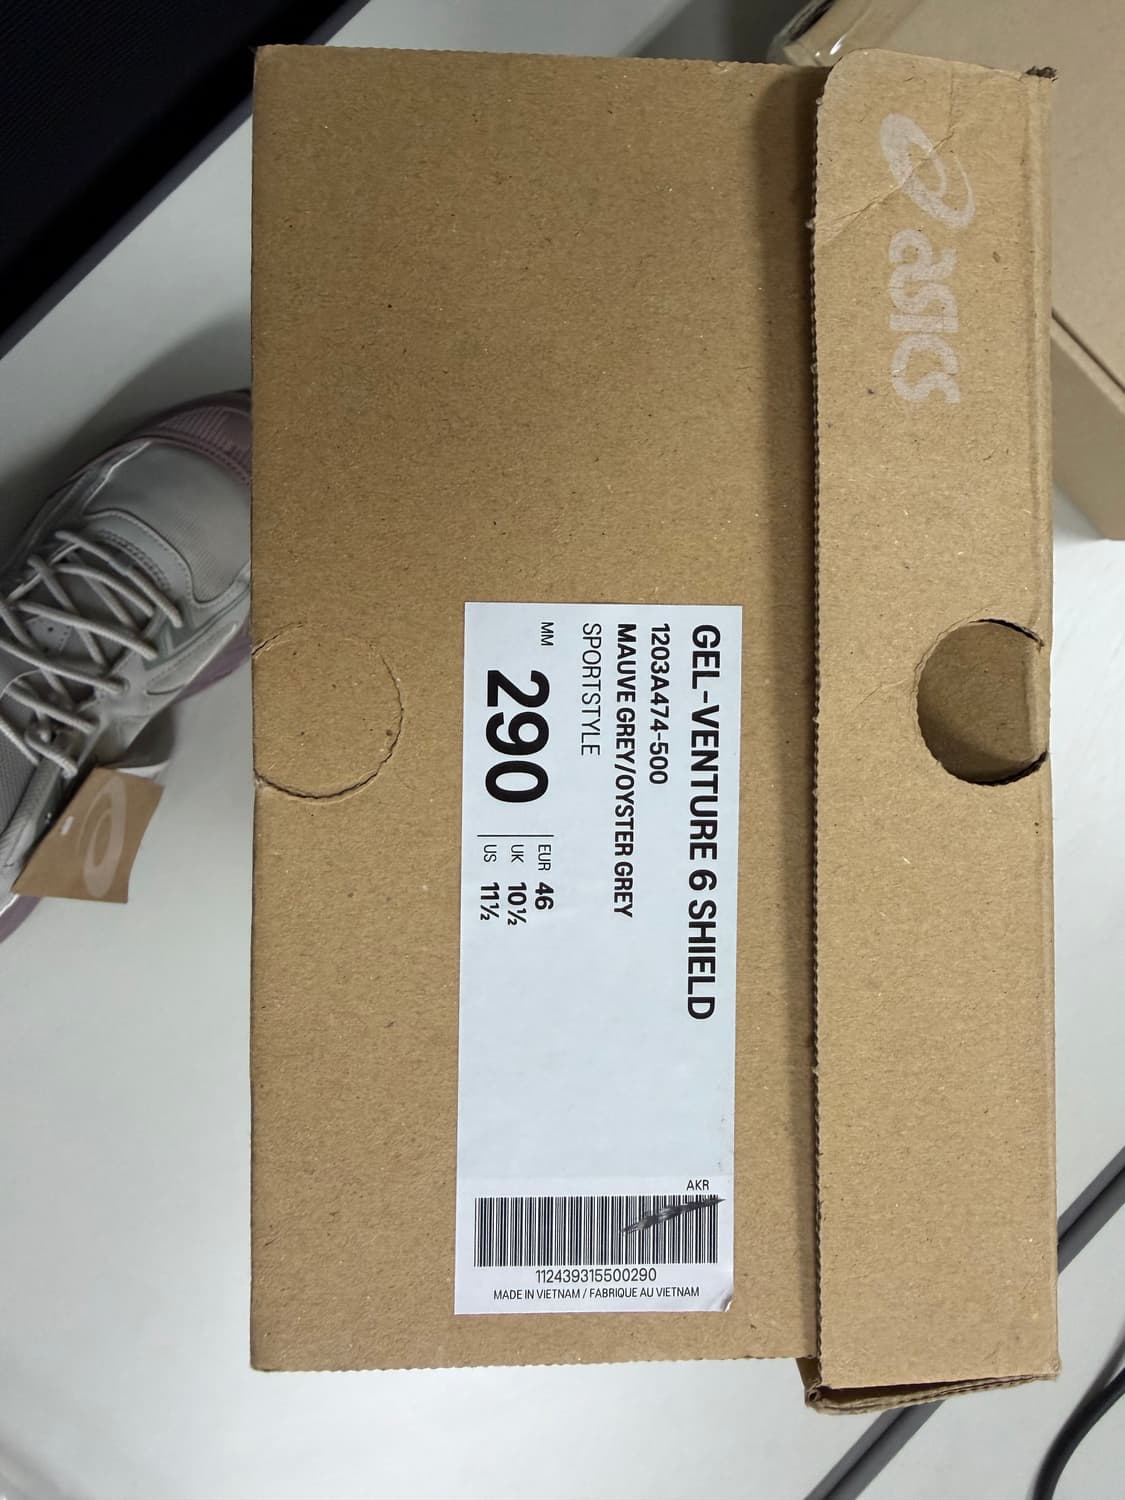 asics
GEL-VENTURE 6 SHIELD
1203A474-500
MAUVE GREY/OYSTER GREY
SPORTSTYLE
MM 290
EUR 46
UK 10½
US 11½
AKR
112439315500290
MADE IN VIETNAM / FABRIQUE AU VIETNAM